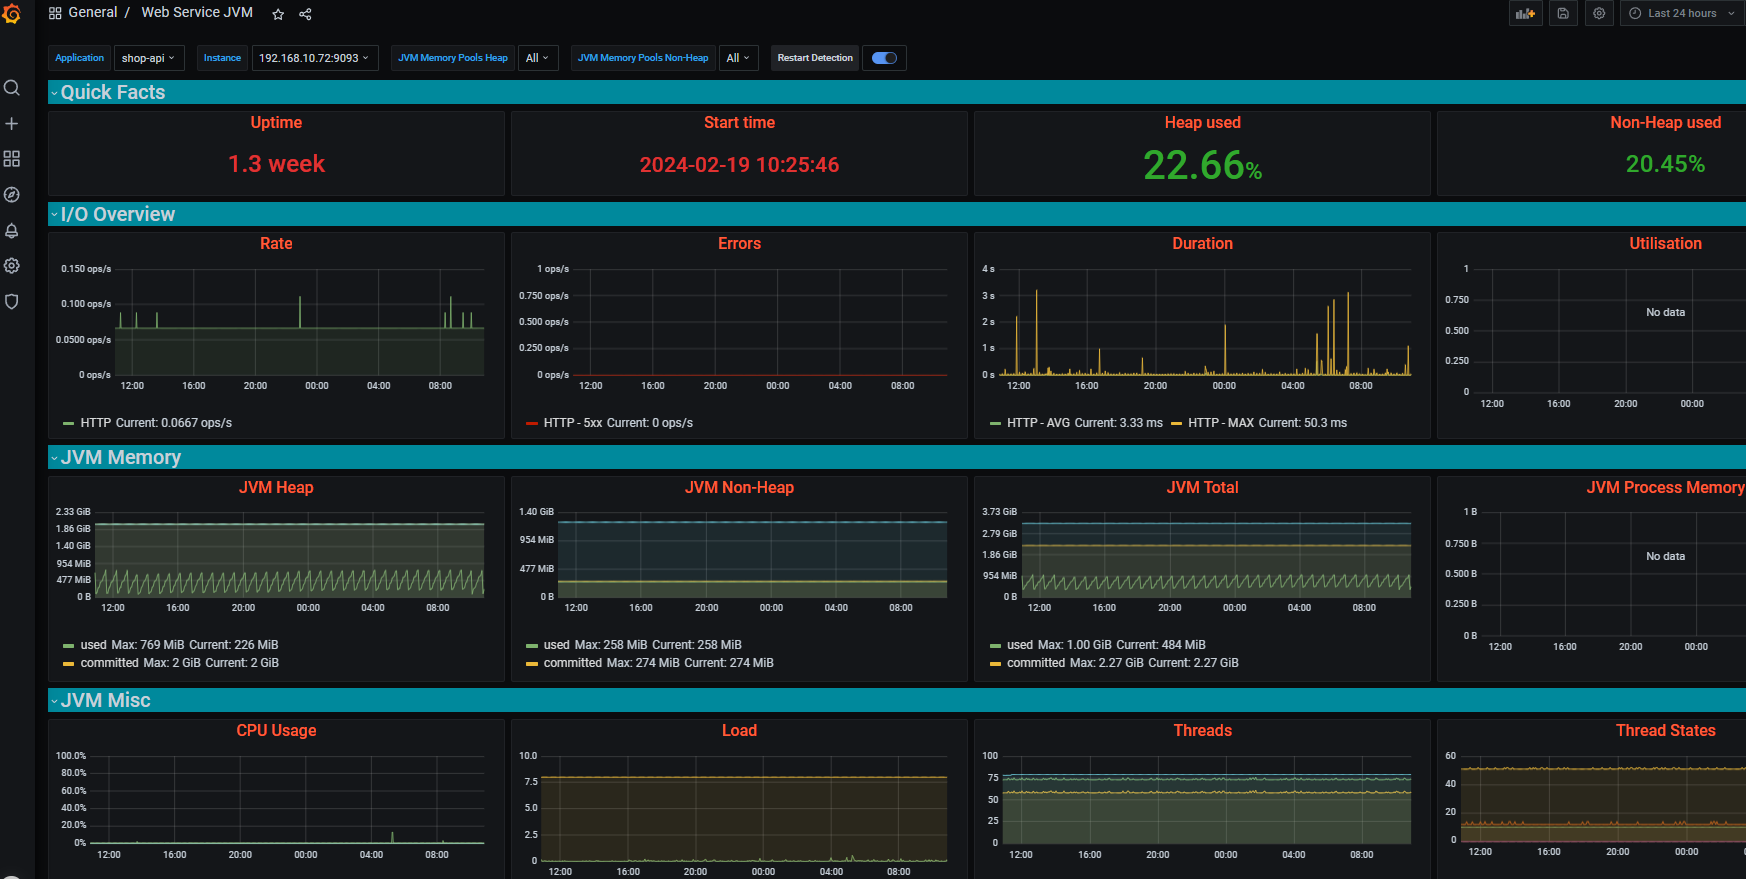 General / Web Service JVM
Last 24 hours
Application shop-api Instance 192.168.10.72:9093 JVM Memory Pools Heap All JVM Memory Pools Non-Heap All Restart Detection
Quick Facts
Uptime
1.3 week
Start time
2024-02-19 10:25:46
Heap used
22.66%
Non-Heap used
20.45%
I/O Overview
Rate
0.150 ops/s
0.100 ops/s
0.0500 ops/s
0 ops/s
12:00 16:00 20:00 00:00 04:00 08:00
HTTP Current: 0.0667 ops/s
Errors
1 ops/s
0.750 ops/s
0.500 ops/s
0.250 ops/s
0 ops/s
12:00 16:00 20:00 00:00 04:00 08:00
HTTP - 5xx Current: 0 ops/s
Duration
4 s
3 s
2 s
1 s
0 s
12:00 16:00 20:00 00:00 04:00 08:00
HTTP - AVG Current: 3.33 ms HTTP - MAX Current: 50.3 ms
Utilisation
1
0.750
0.500
0.250
0
No data
12:00 16:00 20:00 00:00
JVM Memory
JVM Heap
2.33 GiB
1.86 GiB
1.40 GiB
954 MiB
477 MiB
0 B
12:00 16:00 20:00 00:00 04:00 08:00
used Max: 769 MiB Current: 226 MiB
committed Max: 2 GiB Current: 2 GiB
JVM Non-Heap
1.40 GiB
954 MiB
477 MiB
0 B
12:00 16:00 20:00 00:00 04:00 08:00
used Max: 258 MiB Current: 258 MiB
committed Max: 274 MiB Current: 274 MiB
JVM Total
3.73 GiB
2.79 GiB
1.86 GiB
954 MiB
0 B
12:00 16:00 20:00 00:00 04:00 08:00
used Max: 1.00 GiB Current: 484 MiB
committed Max: 2.27 GiB Current: 2.27 GiB
JVM Process Memory
1 B
0.750 B
0.500 B
0.250 B
0 B
No data
12:00 16:00 20:00 00:00
JVM Misc
CPU Usage
100.0%
80.0%
60.0%
40.0%
20.0%
0%
12:00 16:00 20:00 00:00 04:00 08:00
Load
10.0
7.5
5.0
2.5
0
12:00 16:00 20:00 00:00 04:00 08:00
Threads
100
75
50
25
0
12:00 16:00 20:00 00:00 04:00 08:00
Thread States
60
40
20
0
12:00 16:00 20:00 00:00